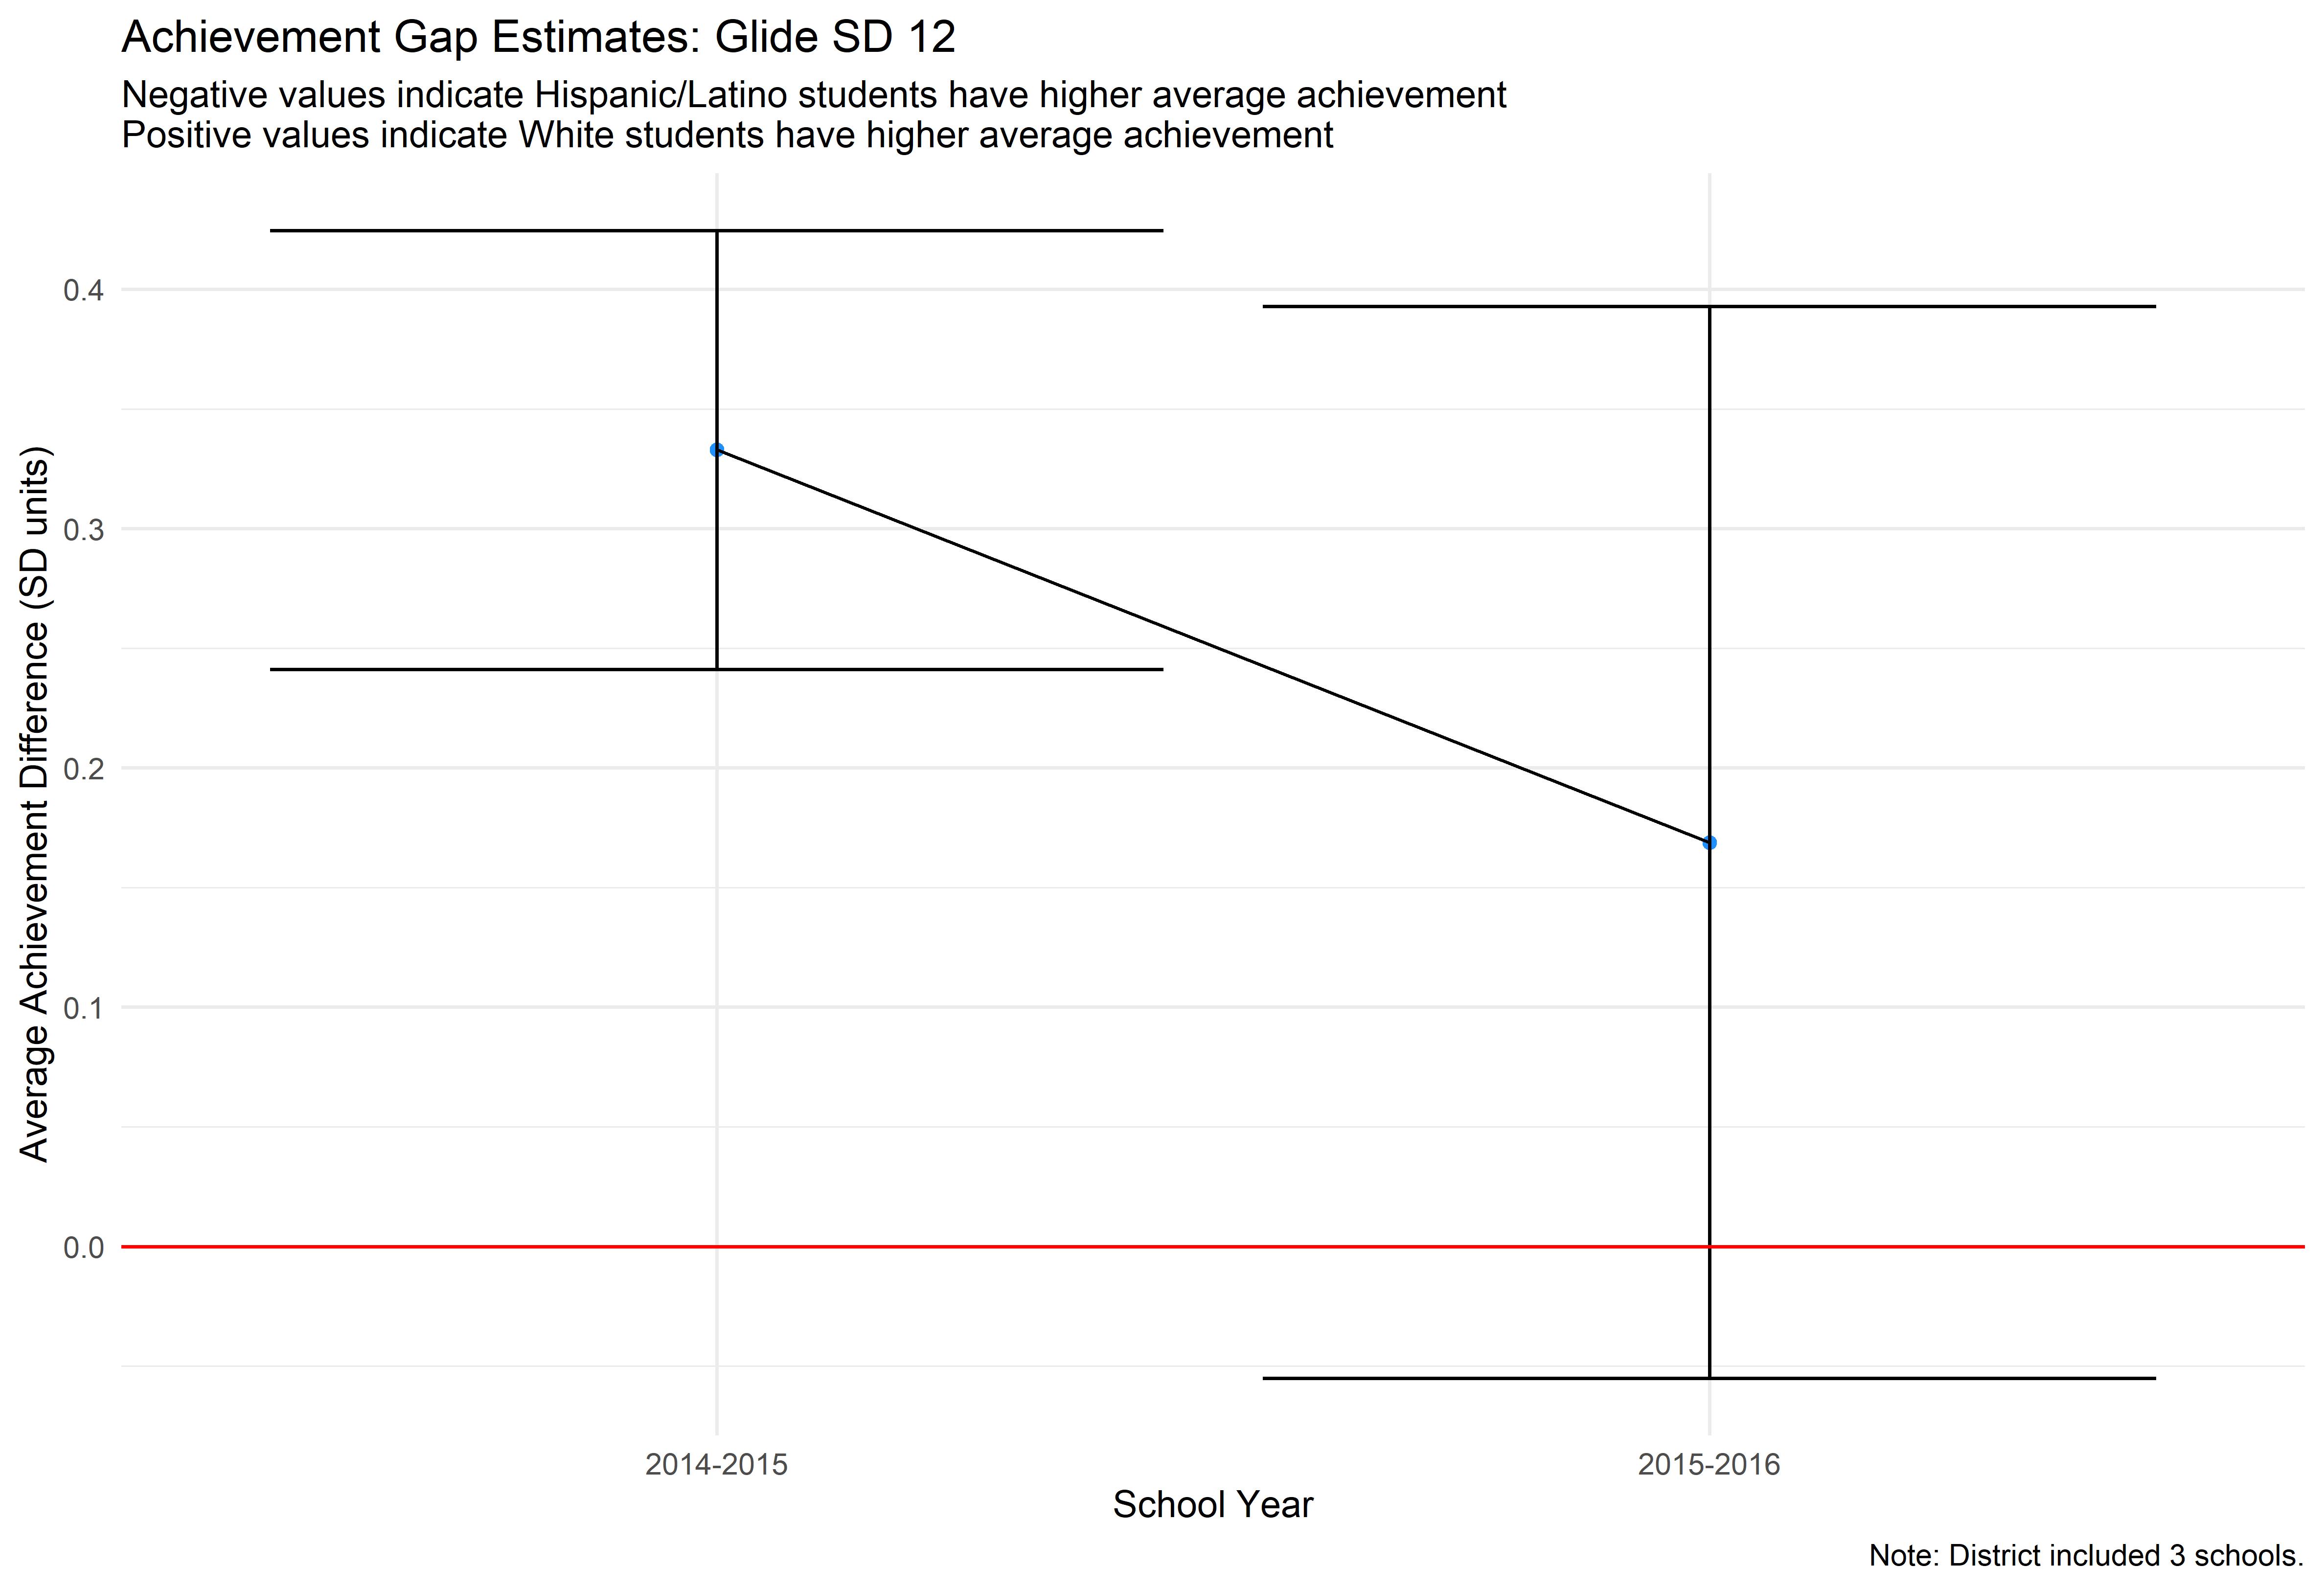 Achievement Gap Estimates: Glide SD 12
Negative values indicate Hispanic/Latino students have higher average achievement
Positive values indicate White students have higher average achievement
Average Achievement Difference (SD units)
0.4
0.3
0.2
0.1
0.0
2014-2015
2015-2016
School Year
Note: District included 3 schools.